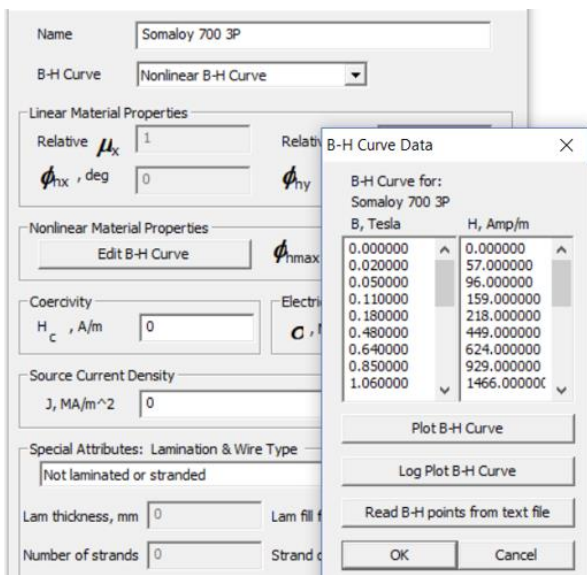 Name Somaloy 700 3P
B-H Curve Nonlinear B-H Curve
Linear Material Properties
Relative μx 1
ϕhx , deg 0 ϕhy
Nonlinear Material Properties
Edit B-H Curve ϕhmax
Coercivity
Hc , A/m 0 σ ,
Source Current Density
J, MA/m^2 0
Special Attributes: Lamination & Wire Type
Not laminated or stranded
Lam thickness, mm 0 Lam fill
Number of strands 0 Strand
B-H Curve Data
B-H Curve for:
Somaloy 700 3P
B, Tesla H, Amp/m
0.000000 0.000000
0.020000 57.000000
0.050000 96.000000
0.110000 159.000000
0.180000 218.000000
0.480000 449.000000
0.640000 624.000000
0.850000 929.000000
1.060000 1466.00000
Plot B-H Curve
Log Plot B-H Curve
Read B-H points from text file
OK Cancel